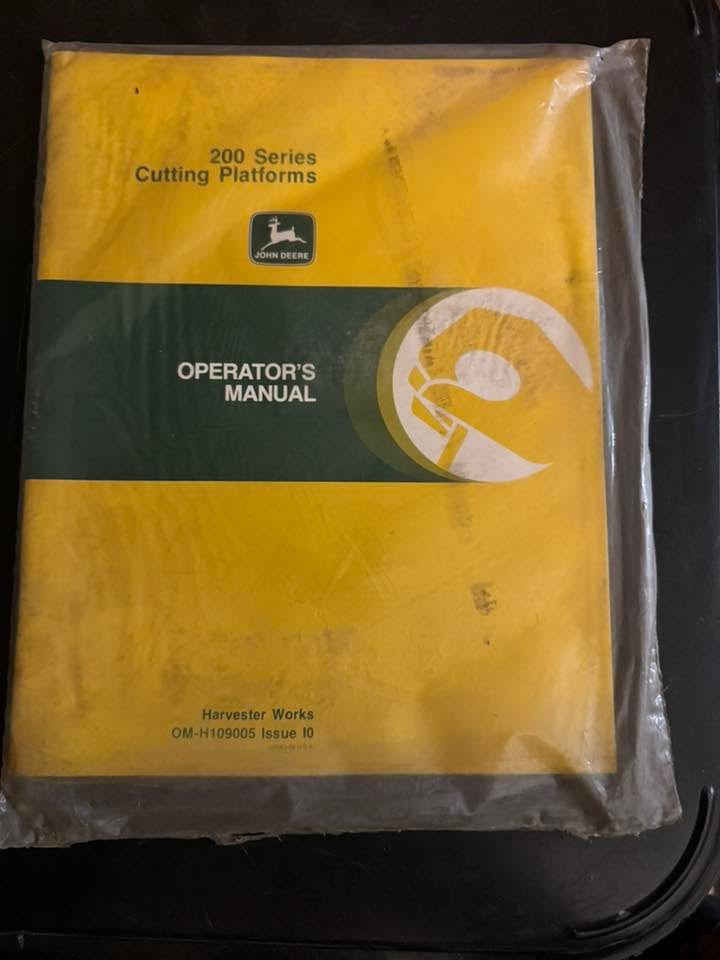 200 Series
Cutting Platforms
JOHN DEERE
OPERATOR'S
MANUAL
Harvester Works
OM-H109005 Issue I0